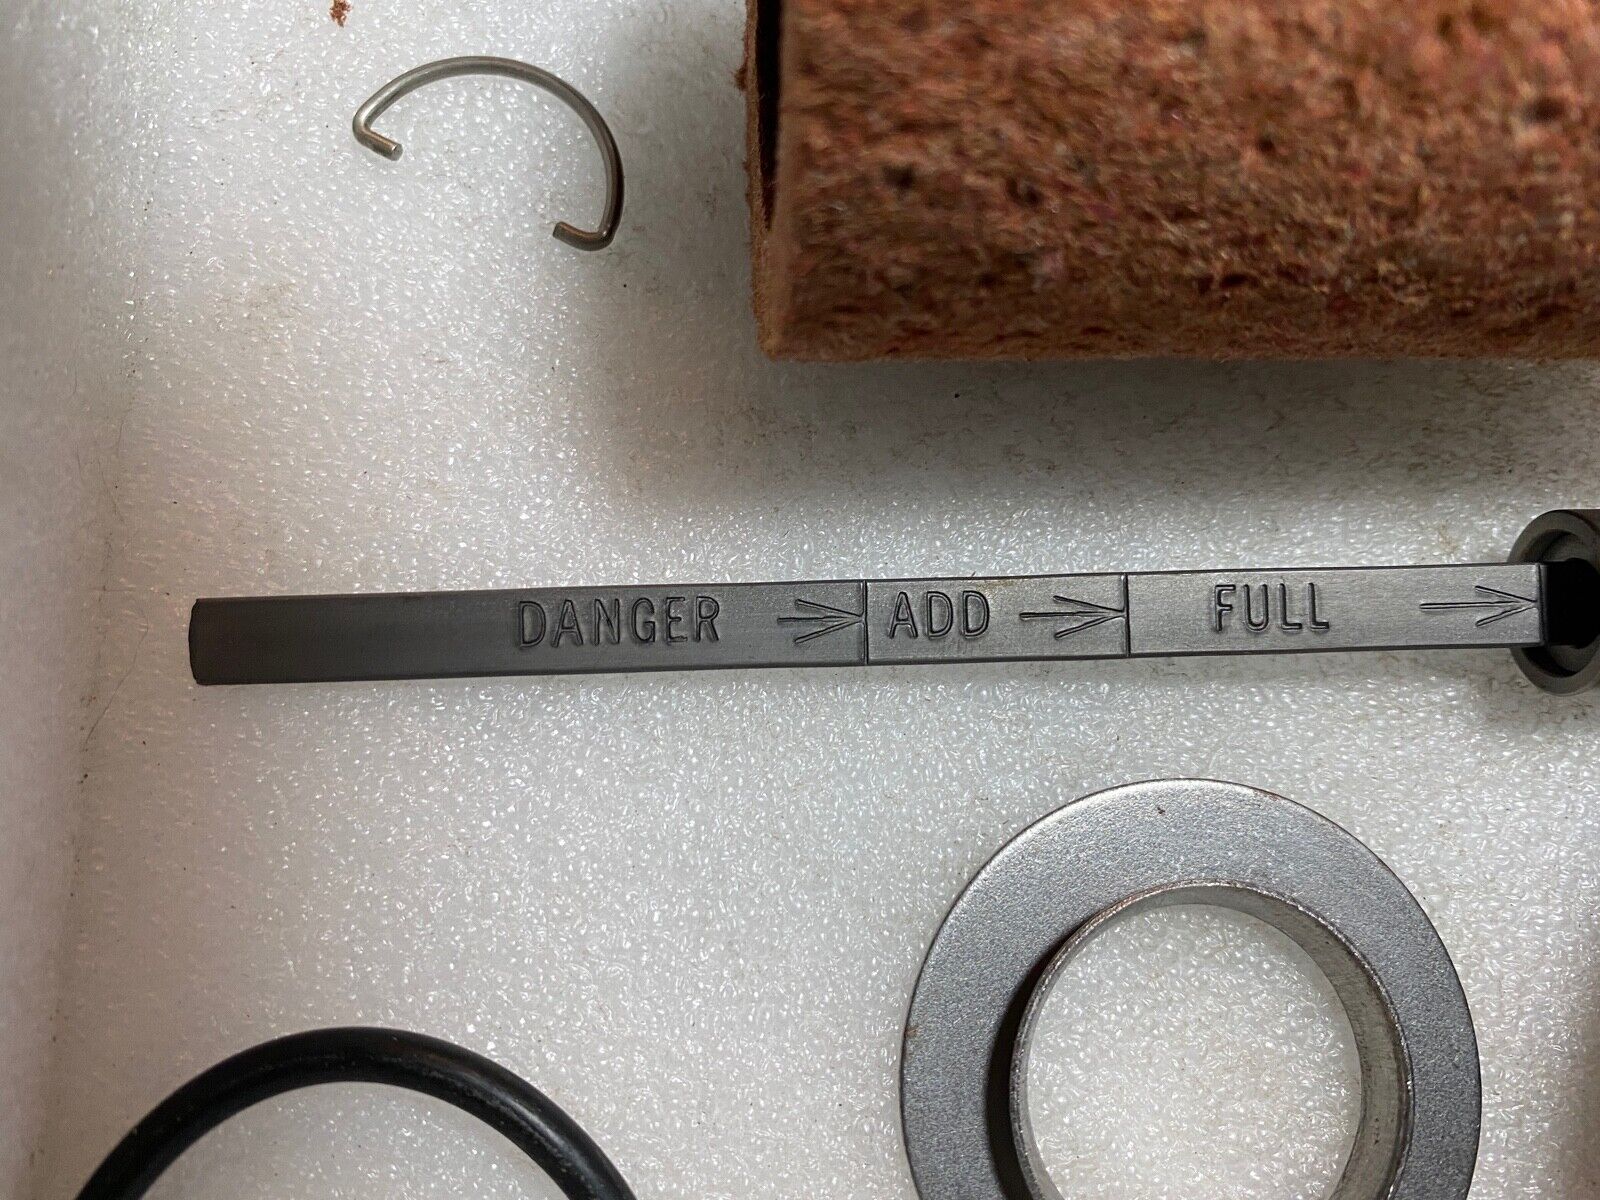 DANGER → ADD → FULL →